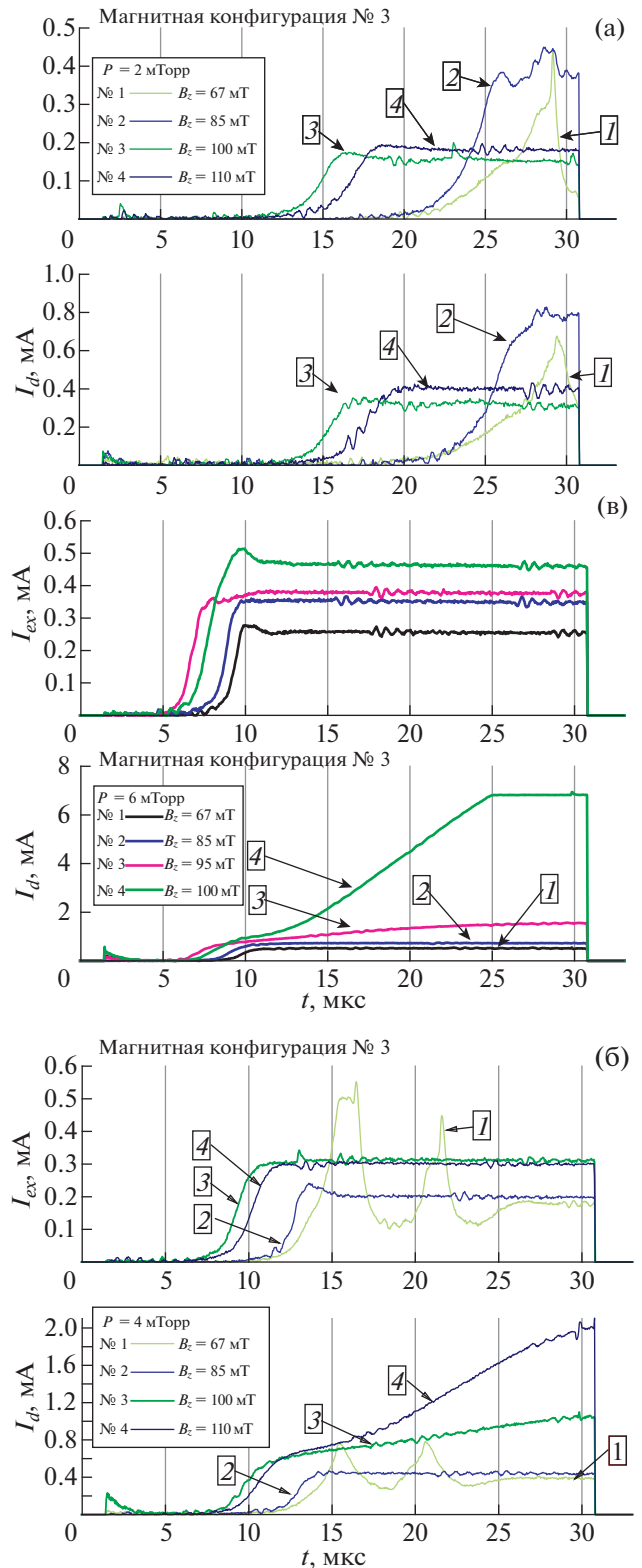 Магнитная конфигурация № 3
(а)
0.5
0.4
0.3
0.2
0.1
P = 2 мТорр
№ 1 Bz = 67 мТ
№ 2 Bz = 85 мТ
№ 3 Bz = 100 мТ
№ 4 Bz = 110 мТ
2
3
4
1
0 5 10 15 20 25 30
1.0
0.8
0.6
0.4
0.2
Id, мА
2
3
4
1
0 5 10 15 20 25 30
(в)
0.6
0.5
0.4
0.3
0.2
0.1
Iex, мА
0 5 10 15 20 25 30
Магнитная конфигурация № 3
8
6
4
2
Id, мА
P = 6 мТорр
№ 1 Bz = 67 мТ
№ 2 Bz = 85 мТ
№ 3 Bz = 95 мТ
№ 4 Bz = 100 мТ
4
3
2
1
0 5 10 15 20 25 30
t, мкс
Магнитная конфигурация № 3
(б)
0.6
0.5
0.4
0.3
0.2
0.1
Iex, мА
4
3
2
1
0 5 10 15 20 25 30
2.0
1.6
1.2
0.8
0.4
Id, мА
P = 4 мТорр
№ 1 Bz = 67 мТ
№ 2 Bz = 85 мТ
№ 3 Bz = 100 мТ
№ 4 Bz = 110 мТ
4
3
2
1
0 5 10 15 20 25 30
t, мкс